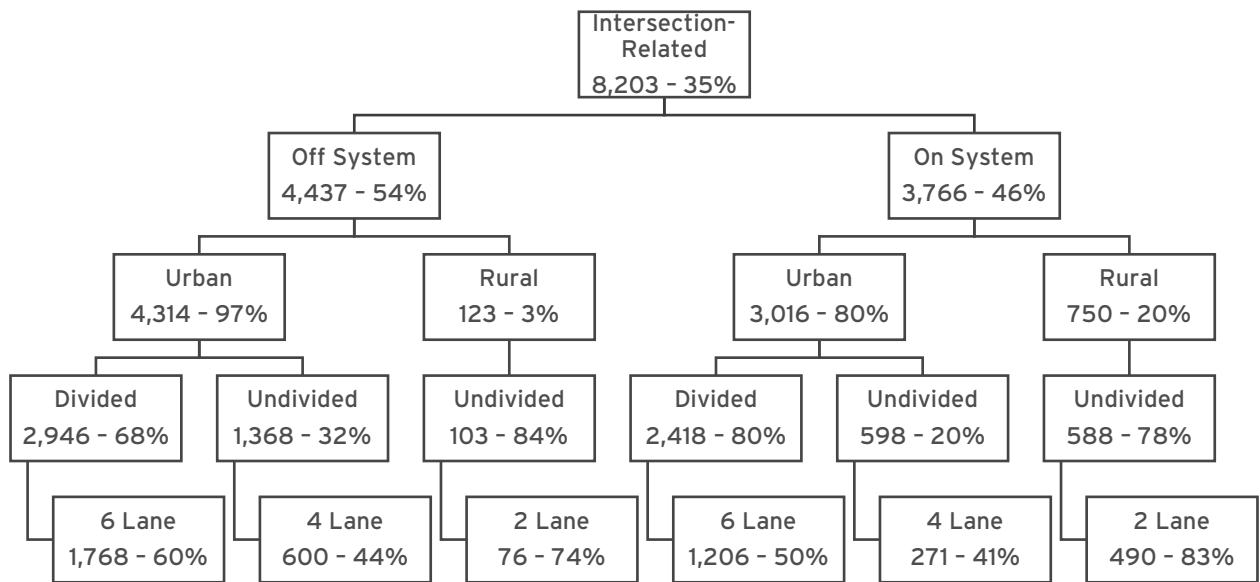 Intersection-
Related
8,203 – 35%
Off System
4,437 – 54%
On System
3,766 – 46%
Urban
4,314 – 97%
Rural
123 – 3%
Urban
3,016 – 80%
Rural
750 – 20%
Divided
2,946 – 68%
Undivided
1,368 – 32%
Undivided
103 – 84%
Divided
2,418 – 80%
Undivided
598 – 20%
Undivided
588 – 78%
6 Lane
1,768 – 60%
4 Lane
600 – 44%
2 Lane
76 – 74%
6 Lane
1,206 – 50%
4 Lane
271 – 41%
2 Lane
490 – 83%